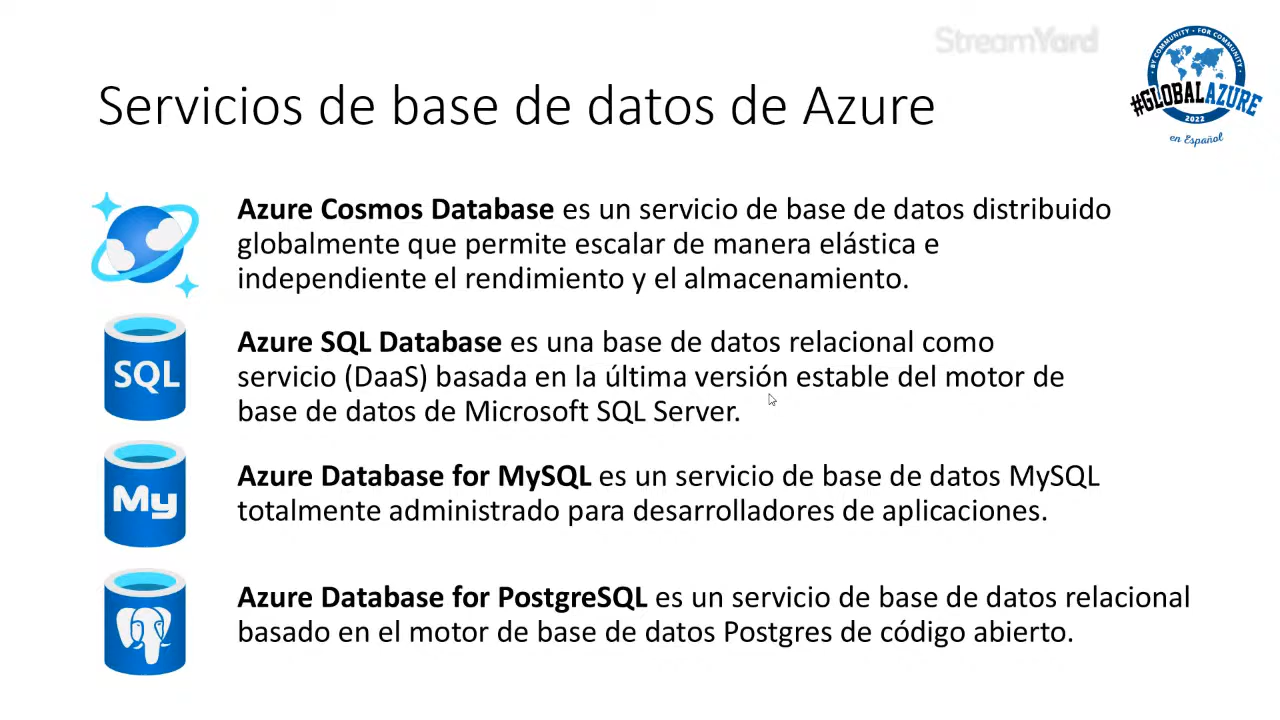 StreamYard
BY COMMUNITY • FOR COMMUNITY
#GLOBALAZURE
2022
en Español
Servicios de base de datos de Azure
Azure Cosmos Database es un servicio de base de datos distribuido
globalmente que permite escalar de manera elástica e
independiente el rendimiento y el almacenamiento.
SQL
Azure SQL Database es una base de datos relacional como
servicio (DaaS) basada en la última versión estable del motor de
base de datos de Microsoft SQL Server.
My
Azure Database for MySQL es un servicio de base de datos MySQL
totalmente administrado para desarrolladores de aplicaciones.
Azure Database for PostgreSQL es un servicio de base de datos relacional
basado en el motor de base de datos Postgres de código abierto.